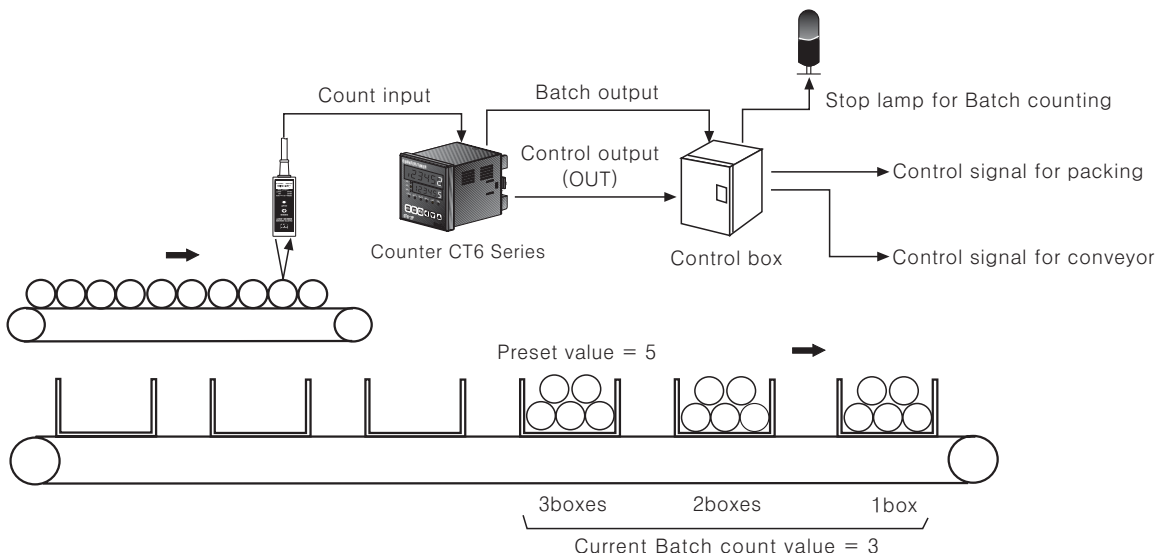 Count input
Batch output
Stop lamp for Batch counting
Control output
(OUT)
Control signal for packing
Counter CT6 Series
Control box
Control signal for conveyor
Preset value = 5
3boxes
2boxes
1box
Current Batch count value = 3